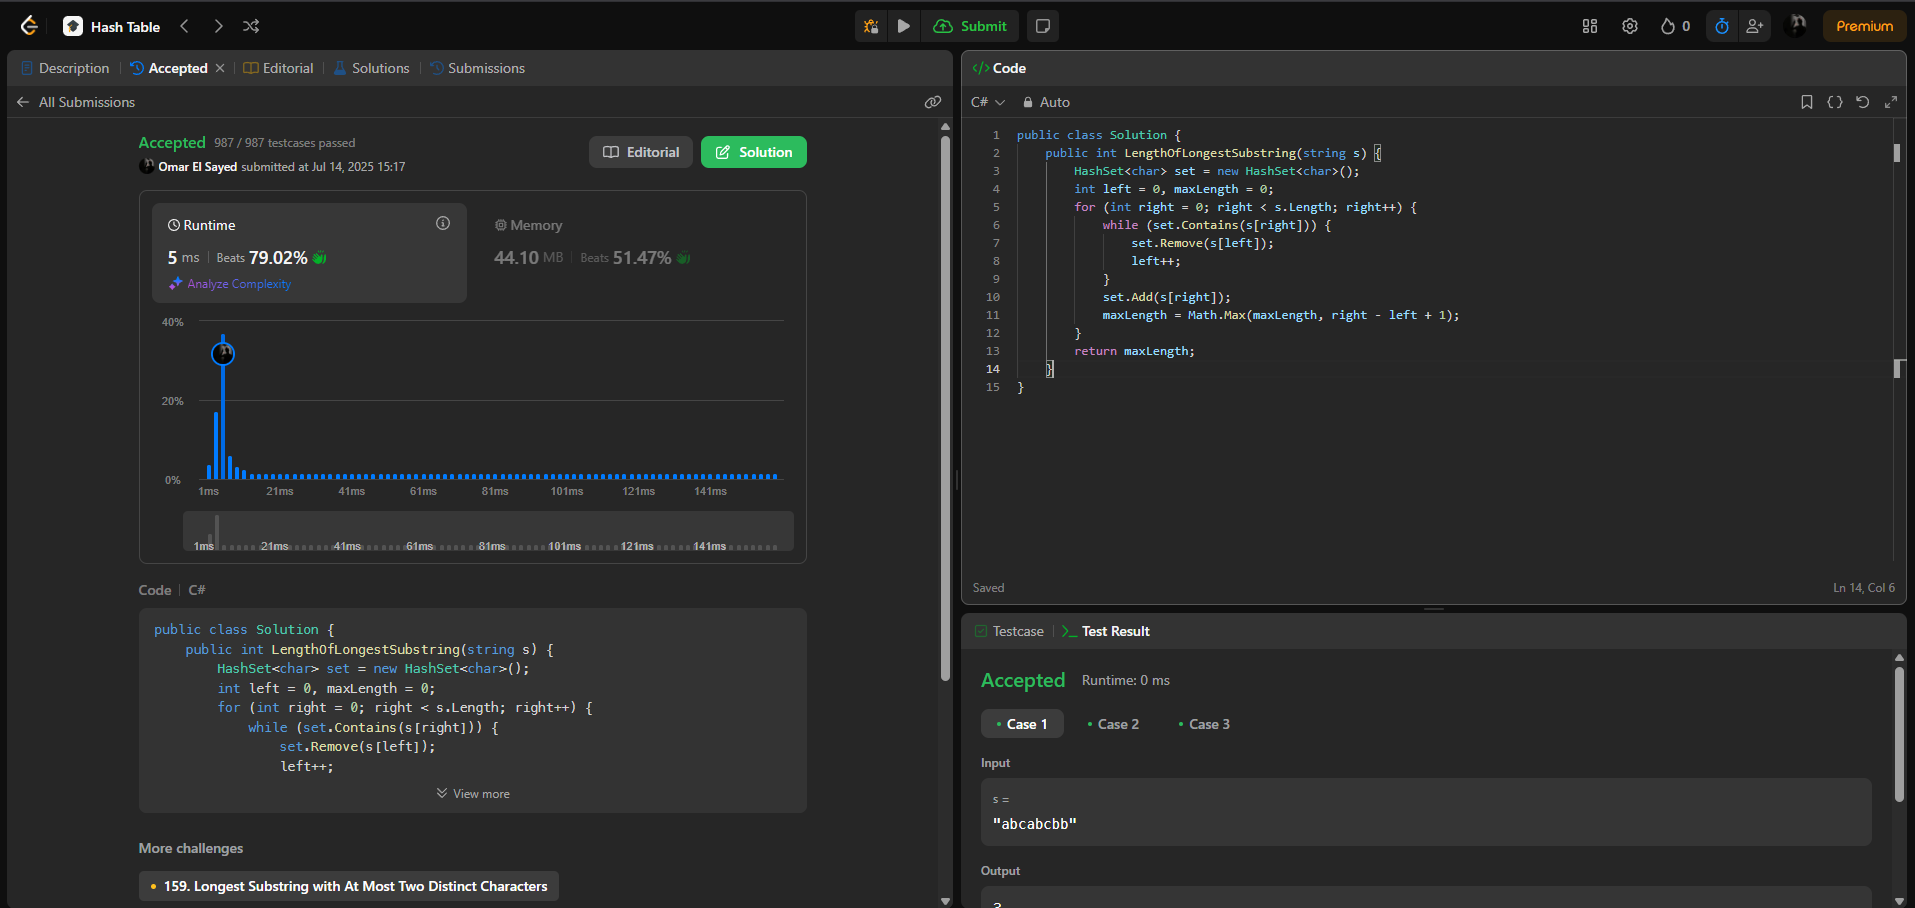 Hash Table
Submit
0
Premium
Description
Accepted
Editorial
Solutions
Submissions
All Submissions
Accepted 987 / 987 testcases passed
Omar El Sayed submitted at Jul 14, 2025 15:17
Editorial
Solution
Runtime
5 ms Beats 79.02%
Analyze Complexity
Memory
44.10 MB Beats 51.47%
40%
20%
0%
1ms 21ms 41ms 61ms 81ms 101ms 121ms 141ms
1ms 21ms 41ms 61ms 81ms 101ms 121ms 141ms
Code C#
public class Solution {
public int LengthOfLongestSubstring(string s) {
HashSet<char> set = new HashSet<char>();
int left = 0, maxLength = 0;
for (int right = 0; right < s.Length; right++) {
while (set.Contains(s[right])) {
set.Remove(s[left]);
left++;
View more
More challenges
159. Longest Substring with At Most Two Distinct Characters
</> Code
C# Auto
1 public class Solution {
2 public int LengthOfLongestSubstring(string s) {
3 HashSet<char> set = new HashSet<char>();
4 int left = 0, maxLength = 0;
5 for (int right = 0; right < s.Length; right++) {
6 while (set.Contains(s[right])) {
7 set.Remove(s[left]);
8 left++;
9 }
10 set.Add(s[right]);
11 maxLength = Math.Max(maxLength, right - left + 1);
12 }
13 return maxLength;
14 }
15 }
Saved
Ln 14, Col 6
Testcase
Test Result
Accepted Runtime: 0 ms
Case 1
Case 2
Case 3
Input
s =
"abcabcbb"
Output